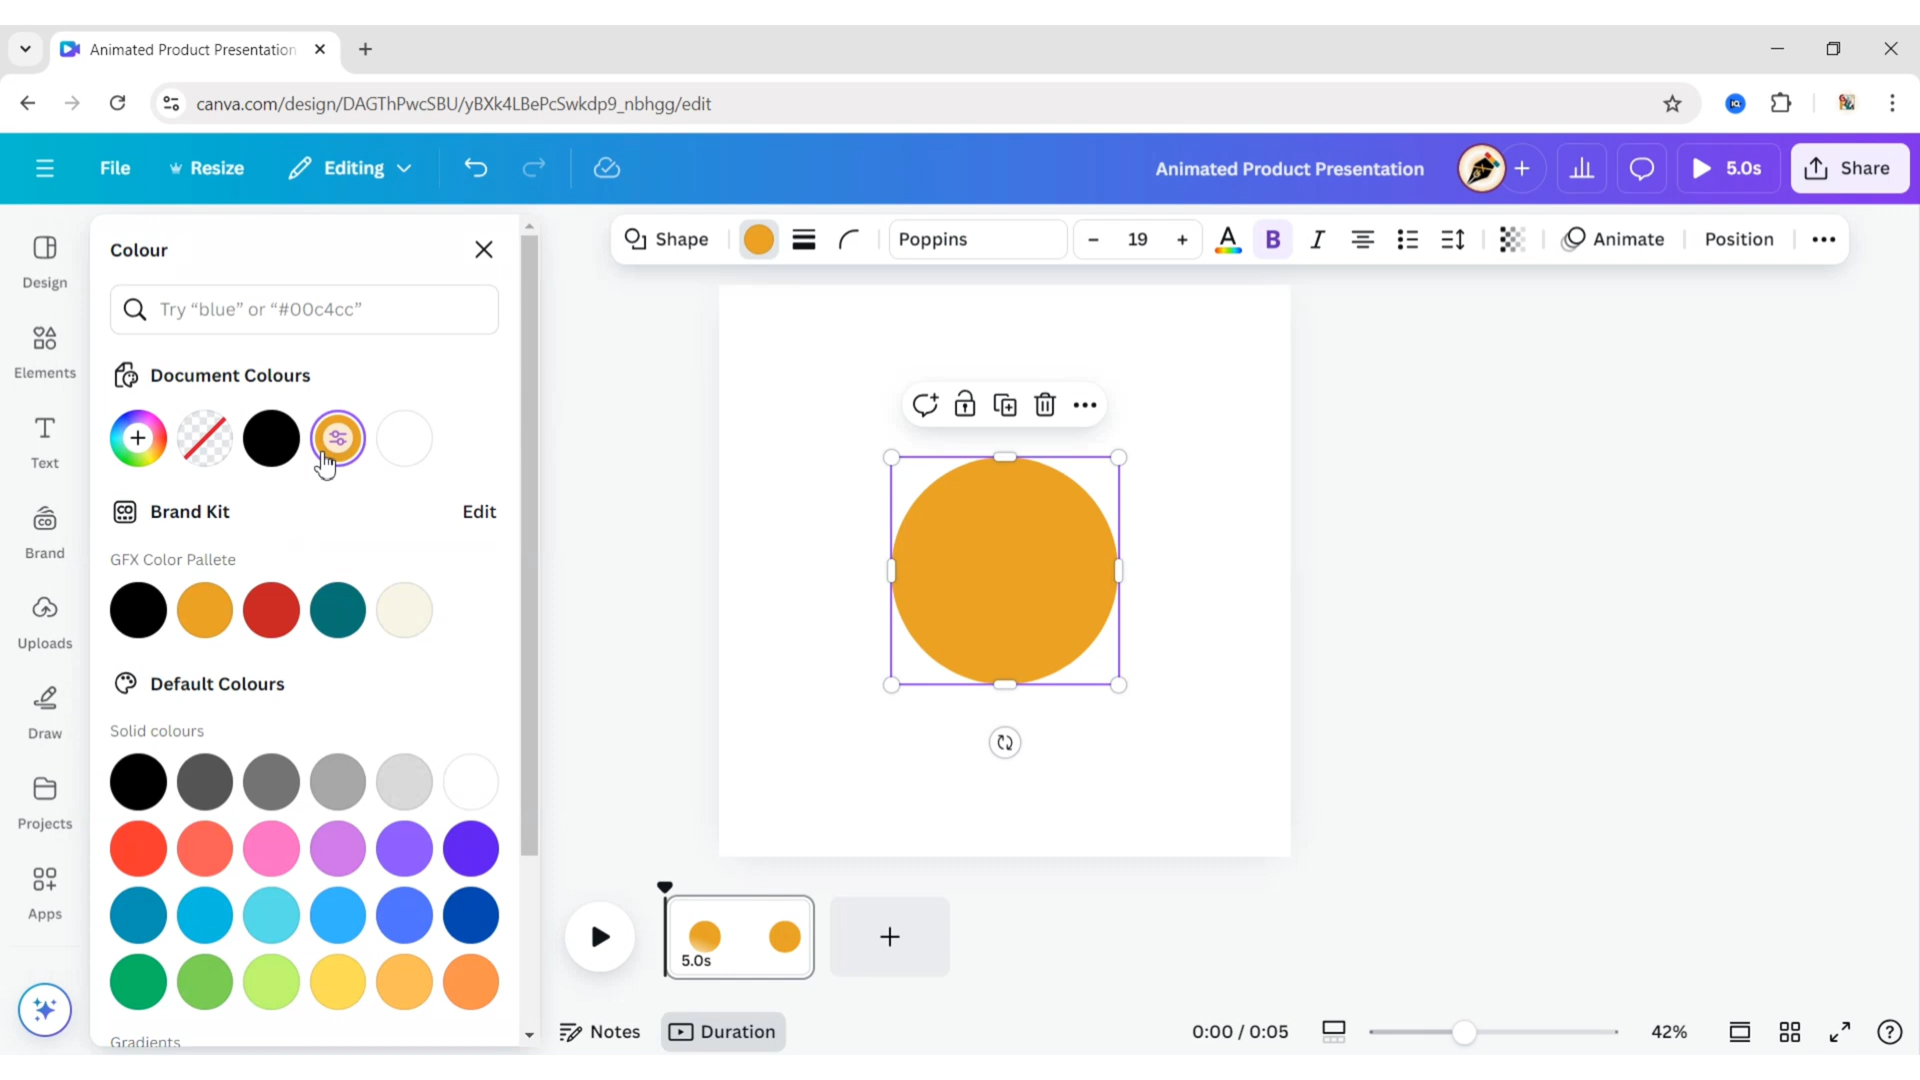 Animated Product Presentation
canva.com/design/DAGThPwcSBU/yBXk4LBePcSwkdp9_nbhgg/edit
File
Resize
Editing
Animated Product Presentation
5.0s
Share
Design
Elements
Text
Brand
Uploads
Draw
Projects
Apps
Colour
Try “blue” or “#00c4cc”
Document Colours
Brand Kit
Edit
GFX Color Pallete
Default Colours
Solid colours
Gradients
Shape
Poppins
– 19 +
A
B
I
Animate
Position
5.0s
Notes
Duration
0:00 / 0:05
42%